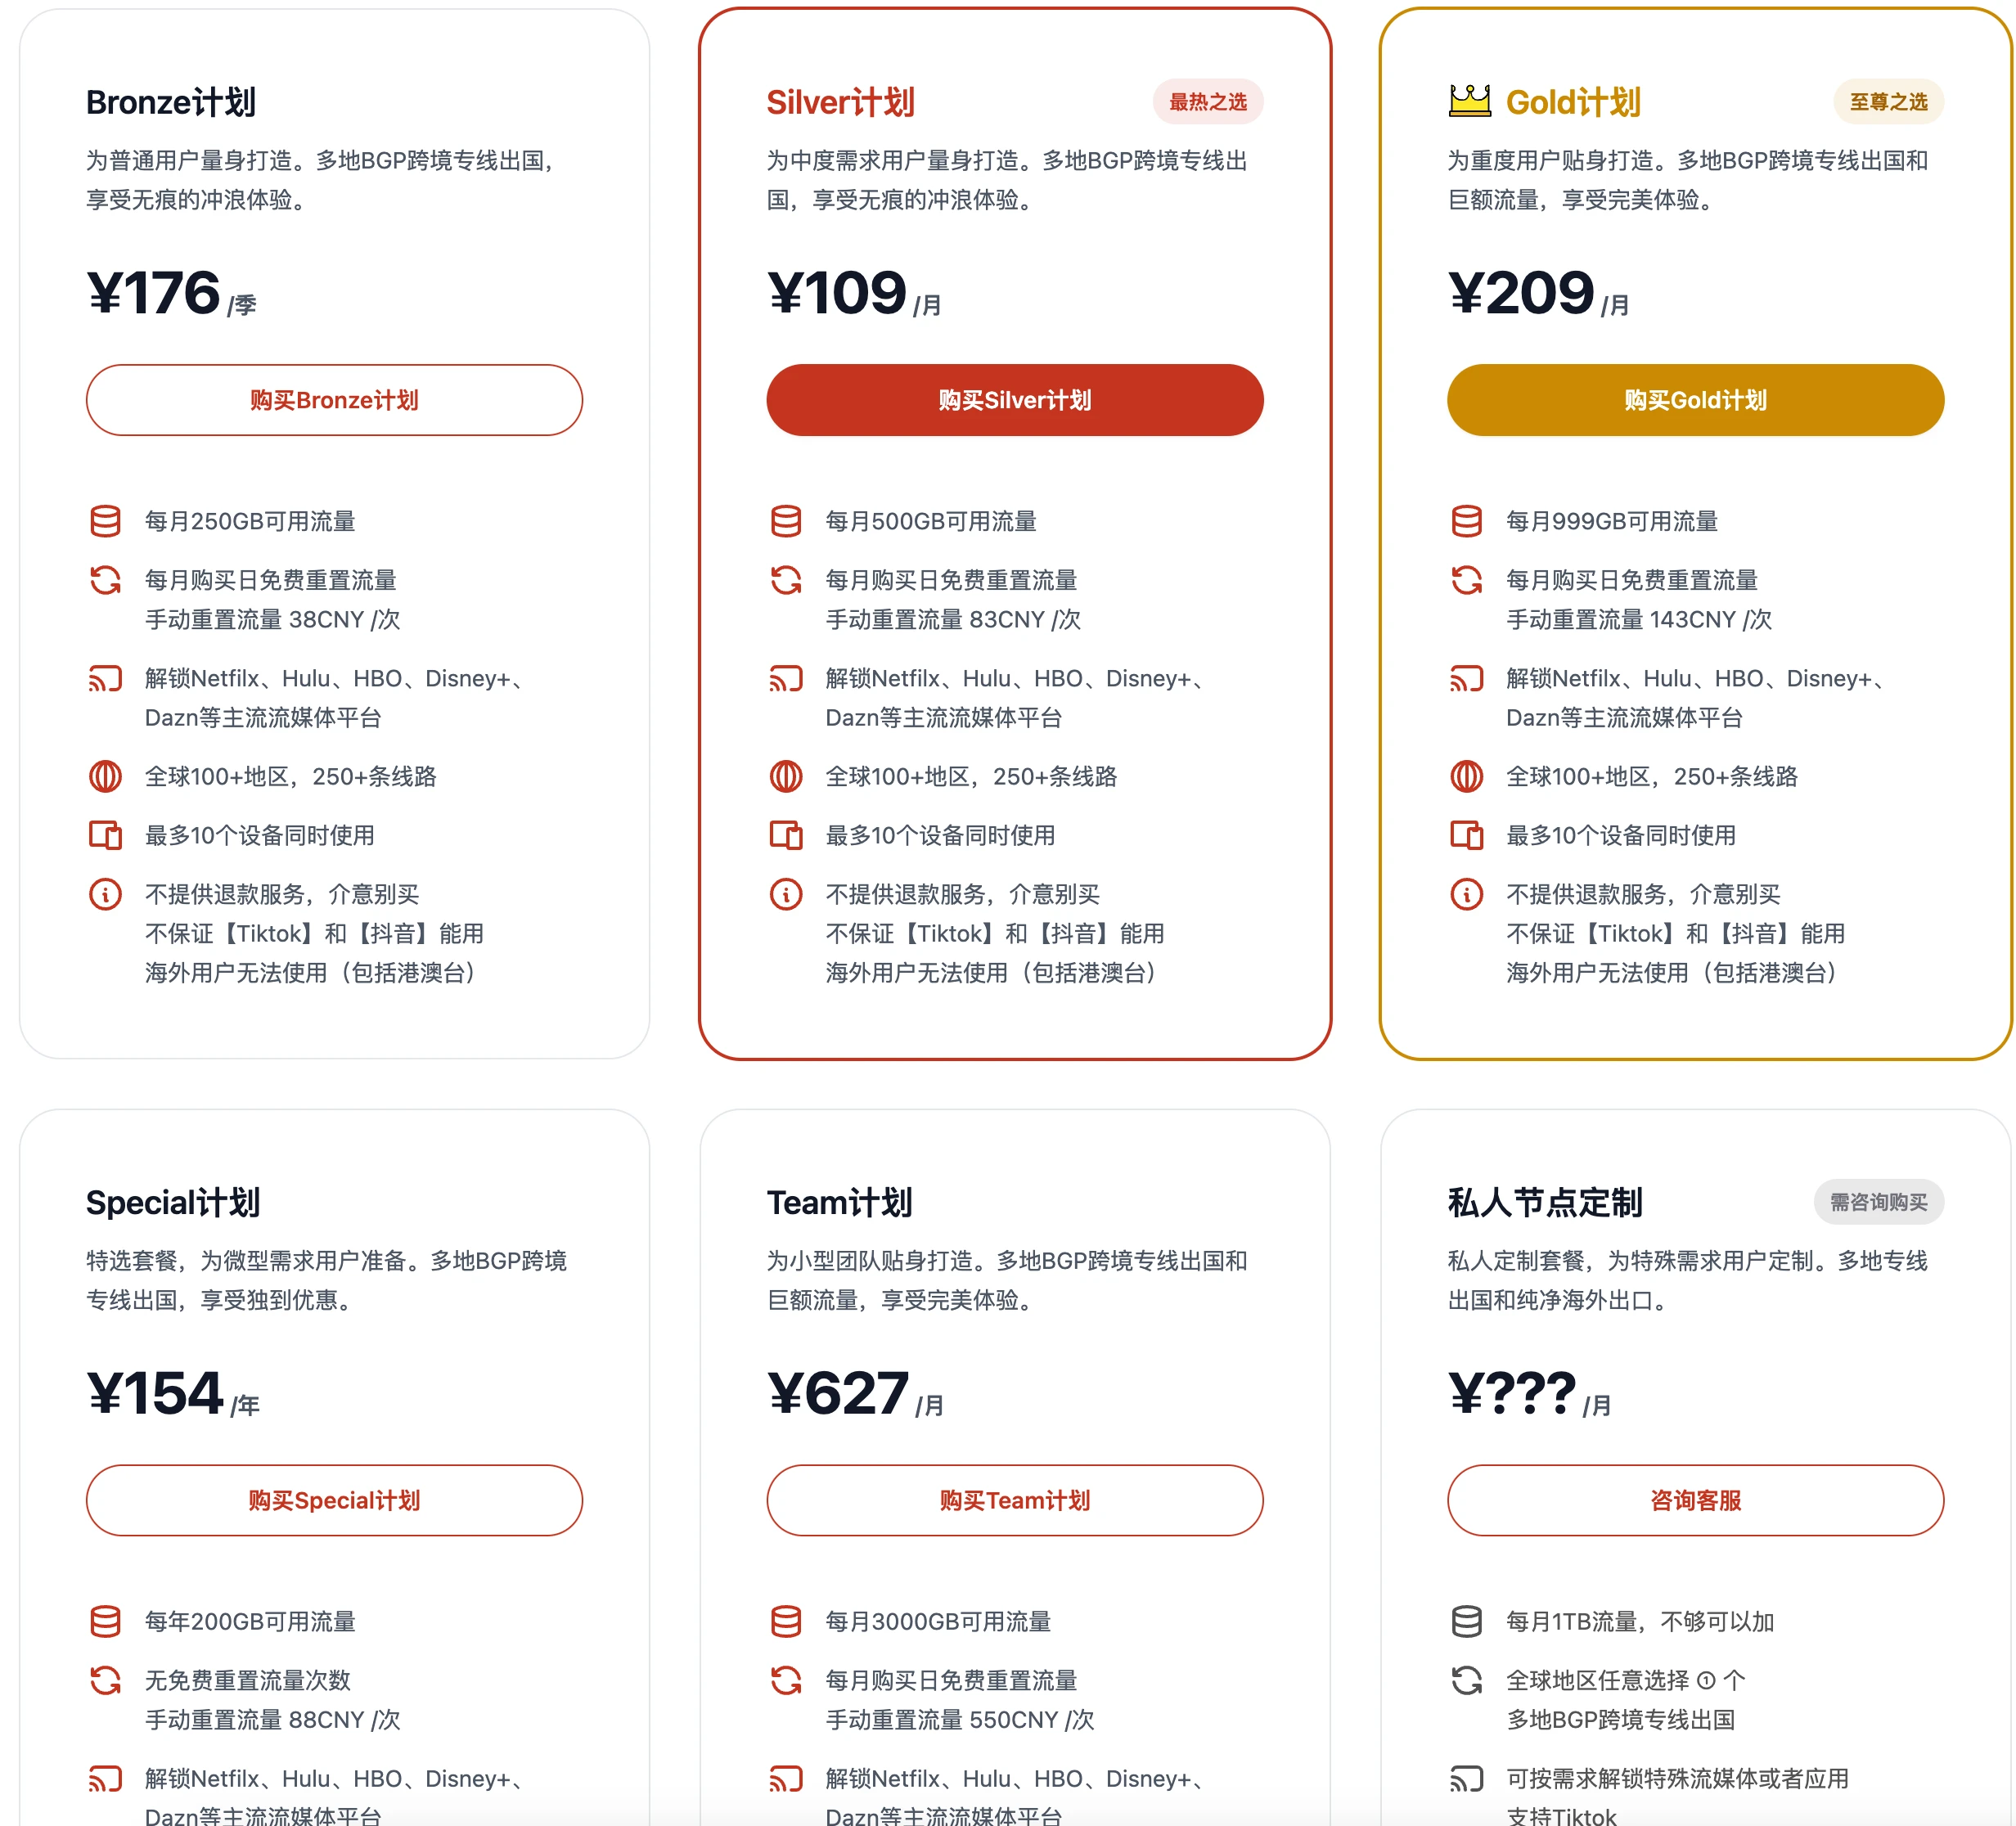 Bronze计划
为普通用户量身打造。多地BGP跨境专线出国，
享受无痕的冲浪体验。
¥176 /季
购买Bronze计划
每月250GB可用流量
每月购买日免费重置流量
手动重置流量 38CNY /次
解锁Netfilx、Hulu、HBO、Disney+、
Dazn等主流流媒体平台
全球100+地区，250+条线路
最多10个设备同时使用
不提供退款服务，介意别买
不保证【Tiktok】和【抖音】能用
海外用户无法使用（包括港澳台）
Silver计划
最热之选
为中度需求用户量身打造。多地BGP跨境专线出
国，享受无痕的冲浪体验。
¥109 /月
购买Silver计划
每月500GB可用流量
每月购买日免费重置流量
手动重置流量 83CNY /次
解锁Netfilx、Hulu、HBO、Disney+、
Dazn等主流流媒体平台
全球100+地区，250+条线路
最多10个设备同时使用
不提供退款服务，介意别买
不保证【Tiktok】和【抖音】能用
海外用户无法使用（包括港澳台）
Gold计划
至尊之选
为重度用户贴身打造。多地BGP跨境专线出国和
巨额流量，享受完美体验。
¥209 /月
购买Gold计划
每月999GB可用流量
每月购买日免费重置流量
手动重置流量 143CNY /次
解锁Netfilx、Hulu、HBO、Disney+、
Dazn等主流流媒体平台
全球100+地区，250+条线路
最多10个设备同时使用
不提供退款服务，介意别买
不保证【Tiktok】和【抖音】能用
海外用户无法使用（包括港澳台）
Special计划
特选套餐，为微型需求用户准备。多地BGP跨境
专线出国，享受独到优惠。
¥154 /年
购买Special计划
每年200GB可用流量
无免费重置流量次数
手动重置流量 88CNY /次
解锁Netfilx、Hulu、HBO、Disney+、
Dazn等主流流媒体平台
Team计划
为小型团队贴身打造。多地BGP跨境专线出国和
巨额流量，享受完美体验。
¥627 /月
购买Team计划
每月3000GB可用流量
每月购买日免费重置流量
手动重置流量 550CNY /次
解锁Netfilx、Hulu、HBO、Disney+、
Dazn等主流流媒体平台
私人节点定制
需咨询购买
私人定制套餐，为特殊需求用户定制。多地专线
出国和纯净海外出口。
¥??? /月
咨询客服
每月1TB流量，不够可以加
全球地区任意选择 ① 个
多地BGP跨境专线出国
可按需求解锁特殊流媒体或者应用
支持Tiktok